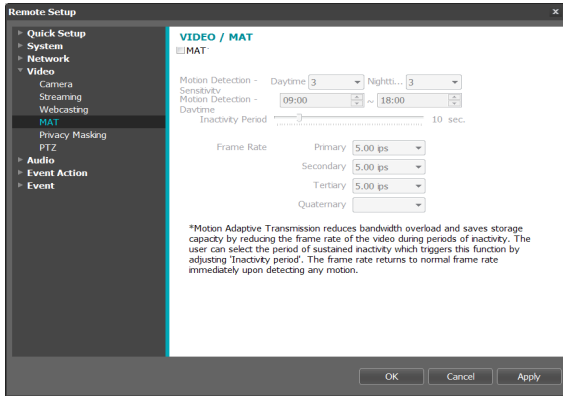 Remote Setup
x
Quick Setup
System
Network
Video
Camera
Streaming
Webcasting
MAT
Privacy Masking
PTZ
Audio
Event Action
Event
VIDEO / MAT
MAT*
Motion Detection - Sensitivity
Daytime 3 Nightti... 3
Motion Detection - Daytime
09:00 ~ 18:00
Inactivity Period 10 sec.
Frame Rate Primary 5.00 ips
Secondary 5.00 ips
Tertiary 5.00 ips
Quaternary
*Motion Adaptive Transmission reduces bandwidth overload and saves storage
capacity by reducing the frame rate of the video during periods of inactivity. The
user can select the period of sustained inactivity which triggers this function by
adjusting 'Inactivity period'. The frame rate returns to normal frame rate
immediately upon detecting any motion.
OK Cancel Apply